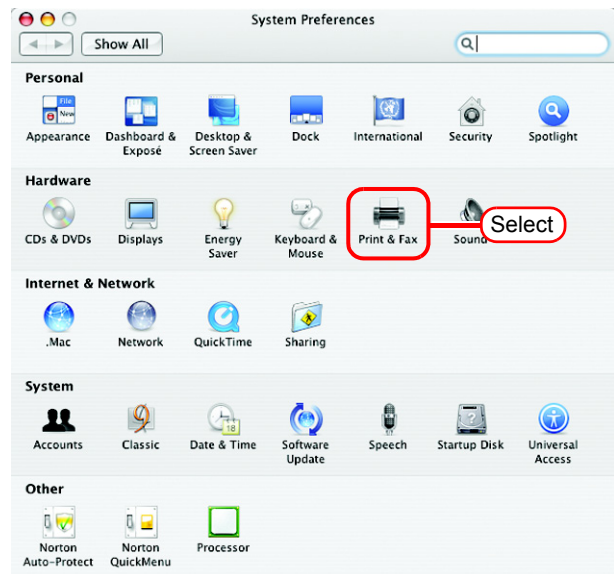 System Preferences
Show All
Personal
File
New
Appearance
Dashboard &
Exposé
Desktop &
Screen Saver
Dock
International
Security
Spotlight
Hardware
CDs & DVDs
Displays
Energy
Saver
Keyboard &
Mouse
Print & Fax
Sound
Select
Internet & Network
.Mac
Network
QuickTime
Sharing
System
18
Accounts
Classic
Date & Time
Software
Update
Speech
Startup Disk
Universal
Access
Other
Norton
Auto-Protect
Norton
QuickMenu
Processor